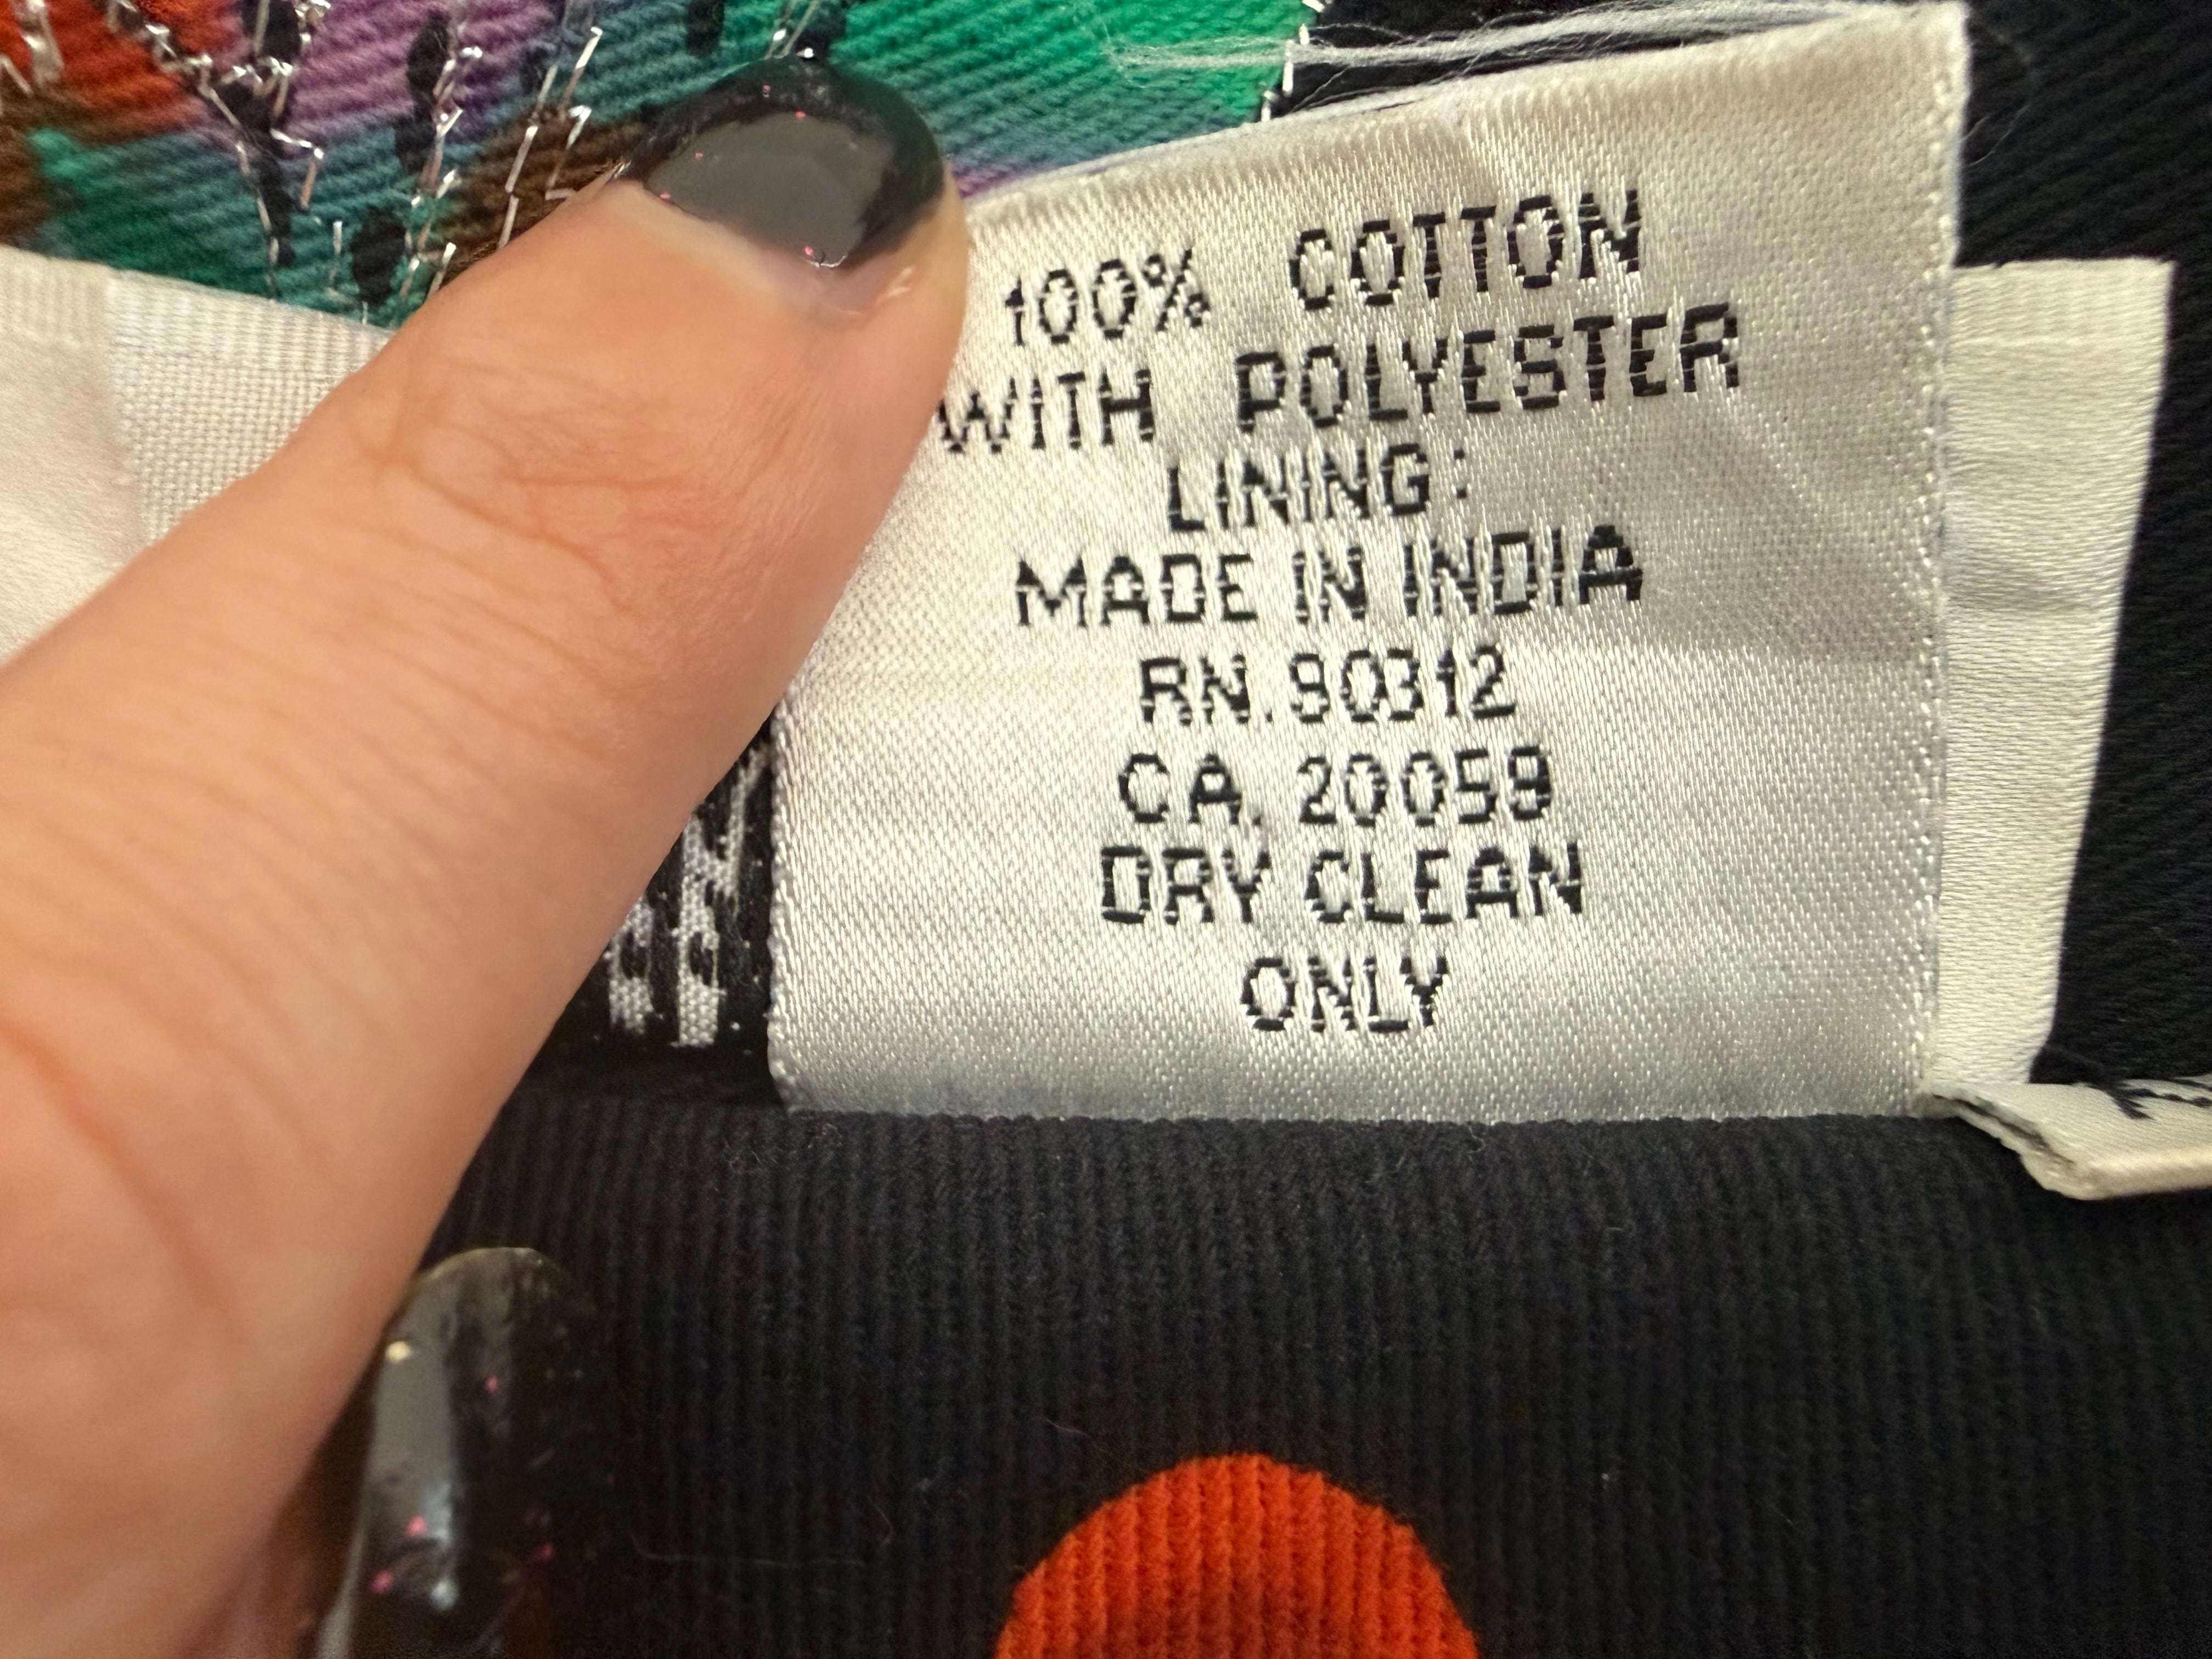 100% COTTON
WITH POLYESTER
LINING:
MADE IN INDIA
RN. 90312
CA. 20059
DRY CLEAN
ONLY